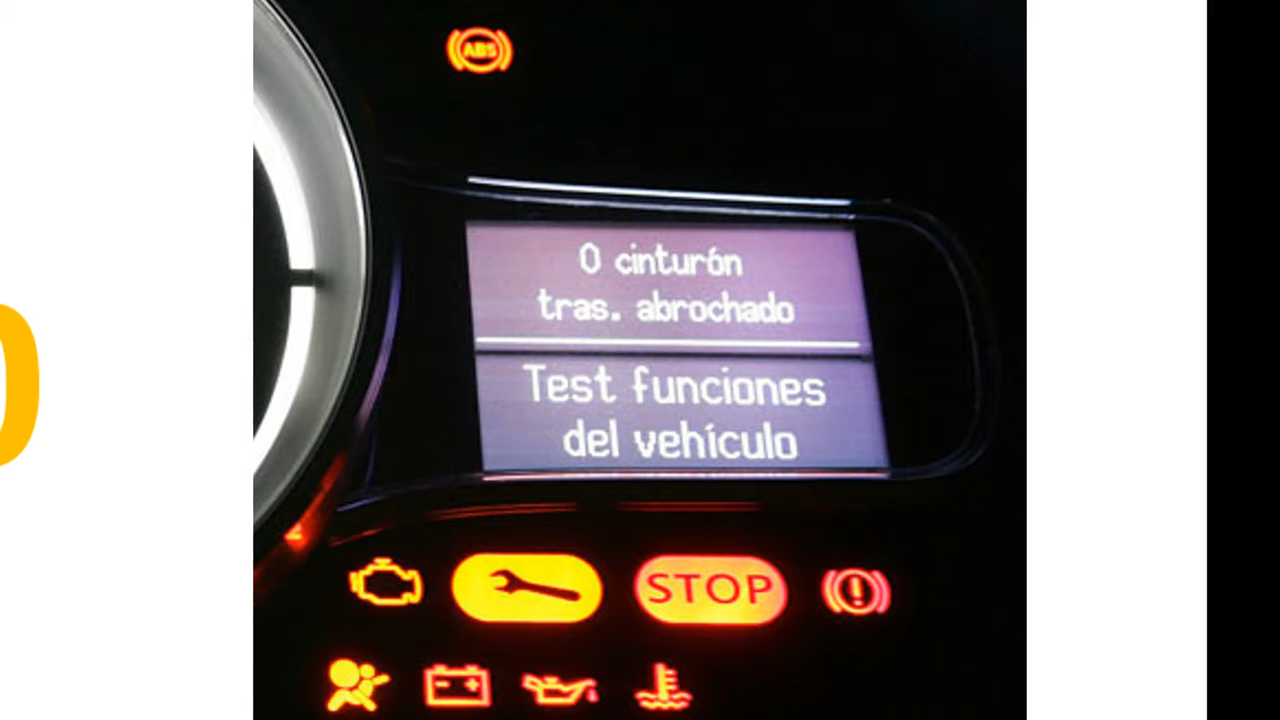 ABS
0 cinturón
tras. abrochado
Test funciones
del vehículo
STOP